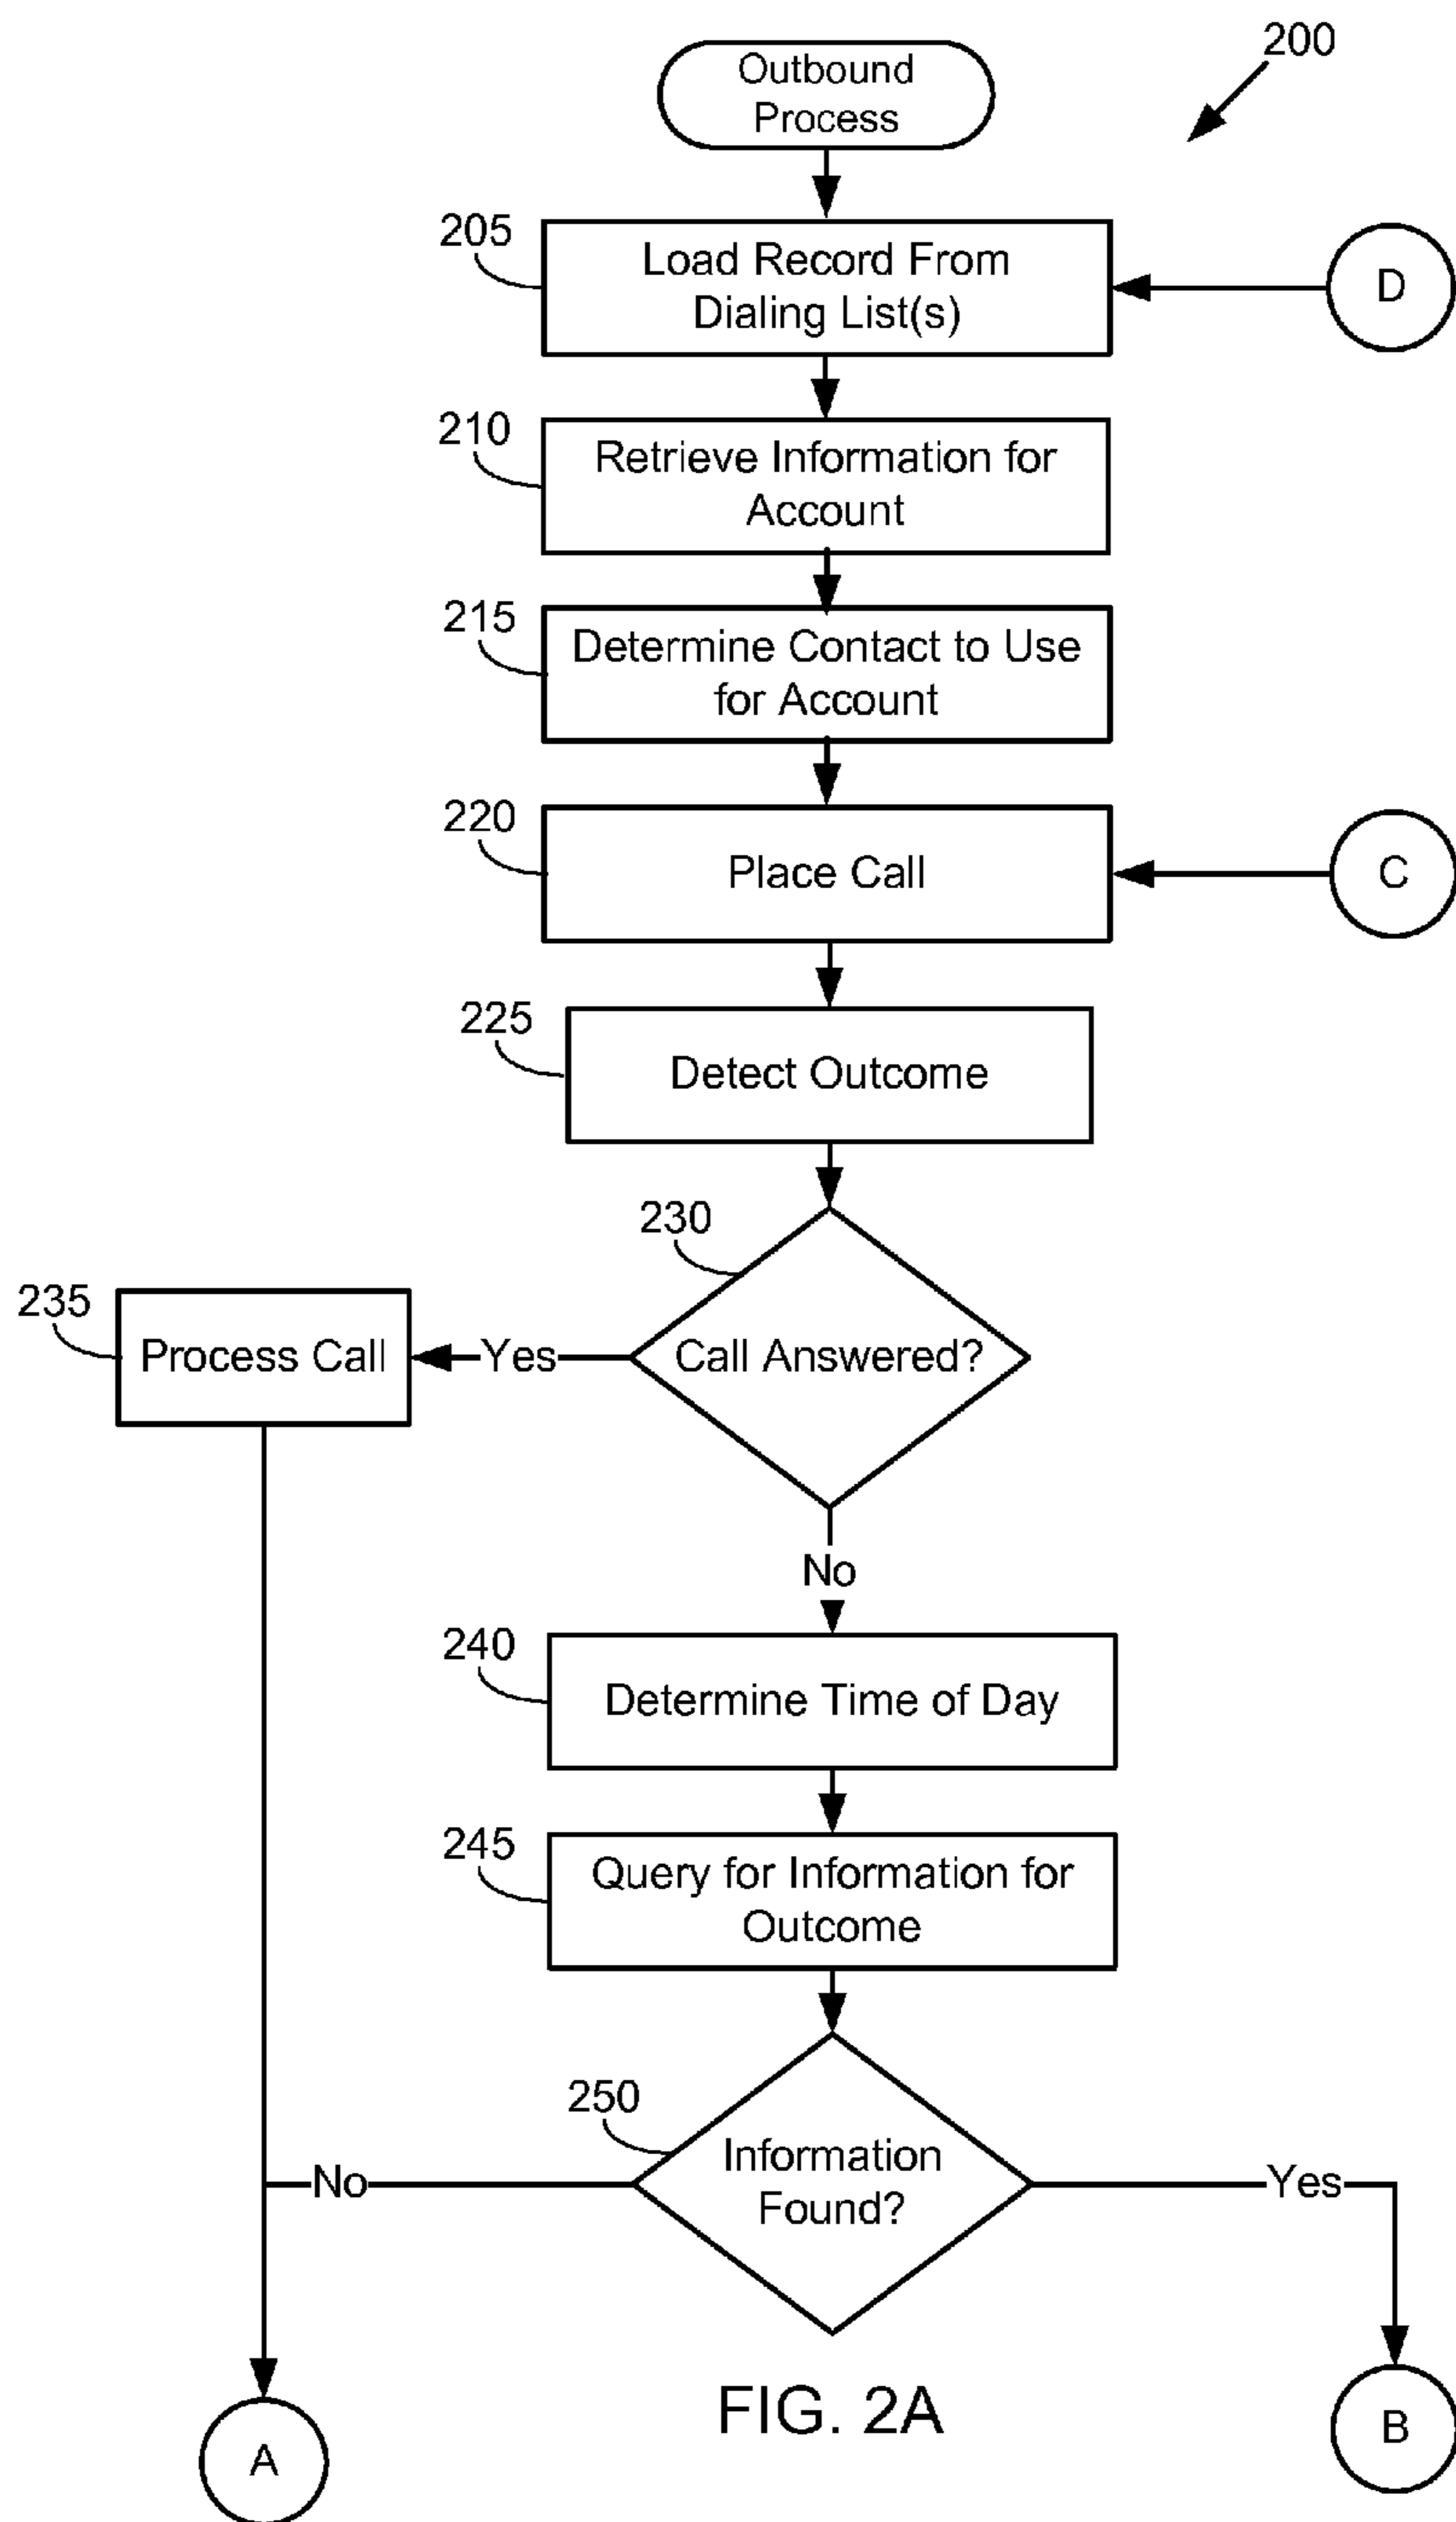 200
Outbound
Process
205
Load Record From
Dialing List(s)
D
210
Retrieve Information for
Account
215
Determine Contact to Use
for Account
220
Place Call
C
225
Detect Outcome
230
Call Answered?
Yes
235
Process Call
No
240
Determine Time of Day
245
Query for Information for
Outcome
250
Information
Found?
No
Yes
A
B
FIG. 2A